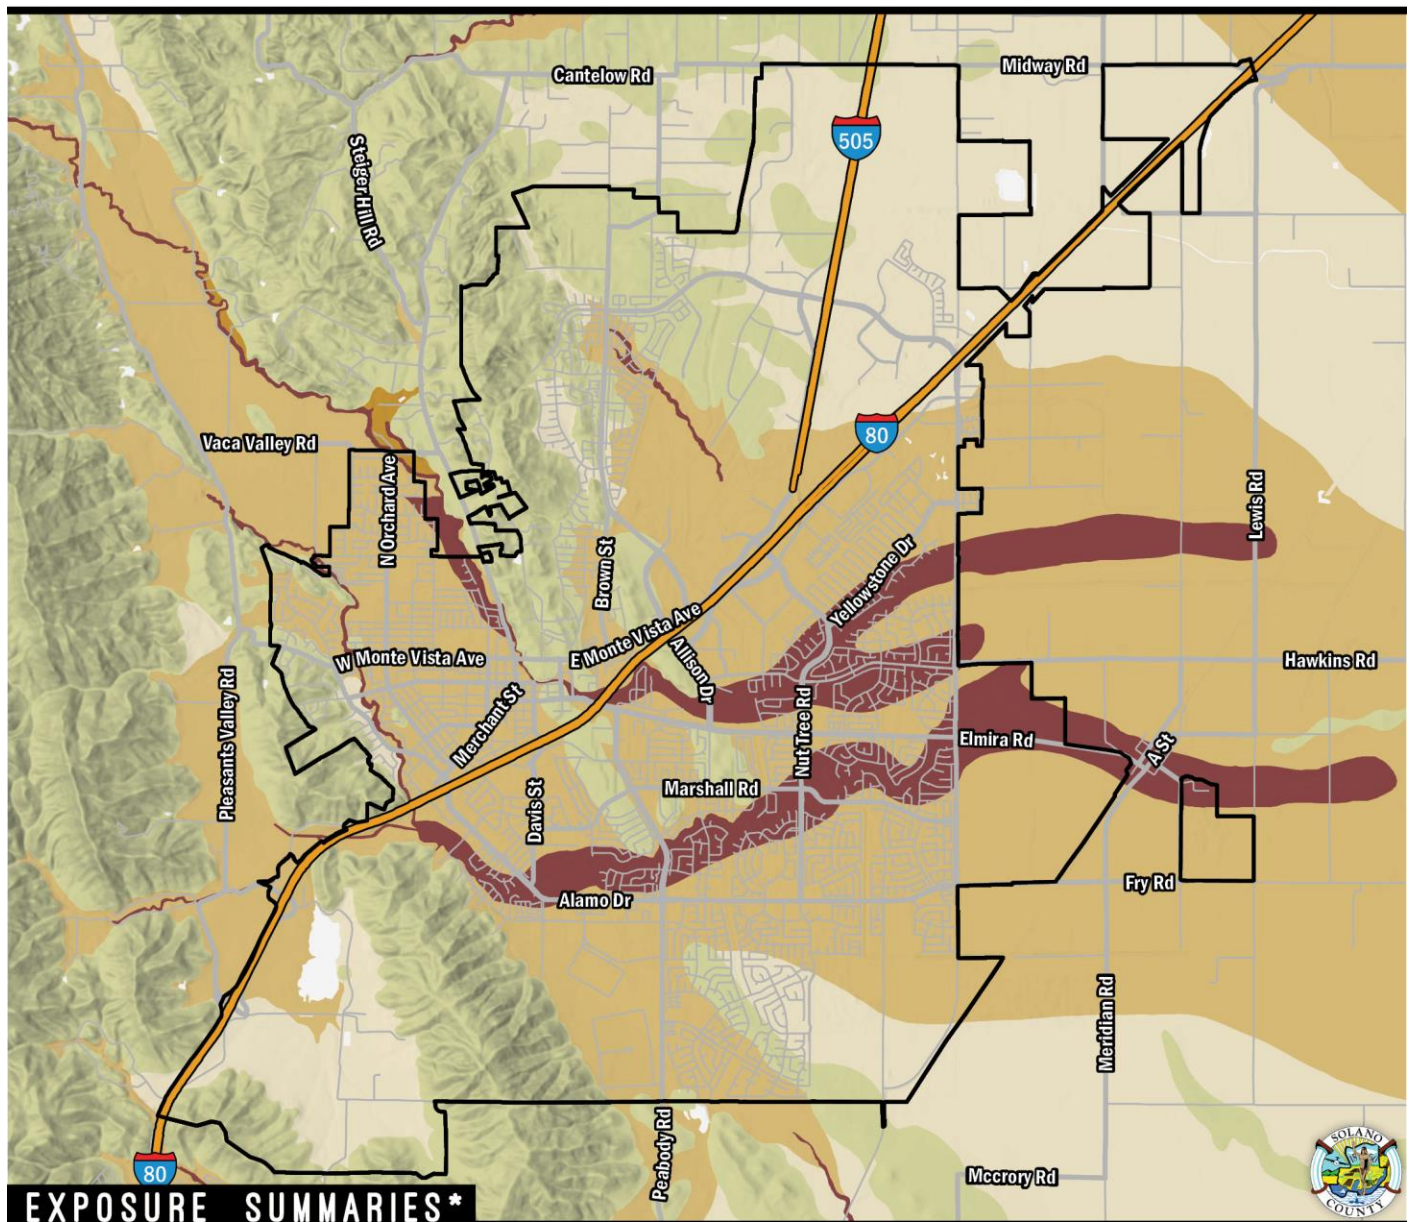 Cantelow Rd
Midway Rd
505
Steiger Hill Rd
80
Vaca Valley Rd
N Orchard Ave
Lewis Rd
Brown St
Yellowstone Dr
E Monte Vista Ave
W Monte Vista Ave
Allison Dr
Hawkins Rd
Pleasants Valley Rd
Merchant St
Nut Tree Rd
Elmira Rd
A St
Davis St
Marshall Rd
Fry Rd
Alamo Dr
Meridian Rd
Peabody Rd
Mccrory Rd
80
SOLANO
COUNTY
EXPOSURE SUMMARIES*